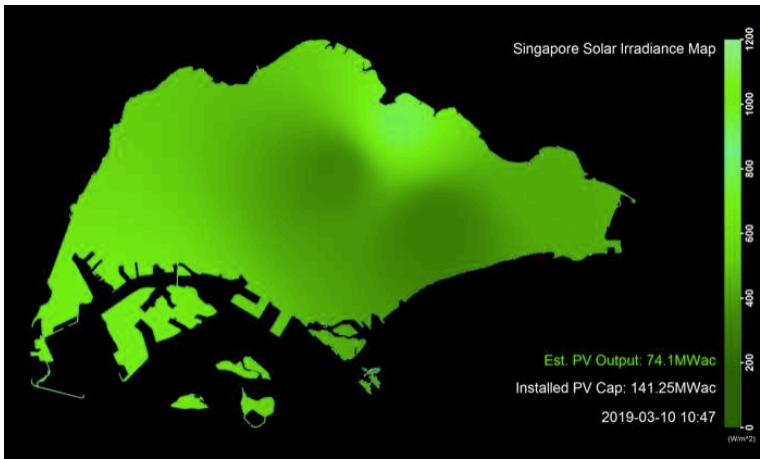 Singapore Solar Irradiance Map
1200
1000
800
600
400
200
0
(W/m^2)
Est. PV Output: 74.1MWac
Installed PV Cap: 141.25MWac
2019-03-10 10:47